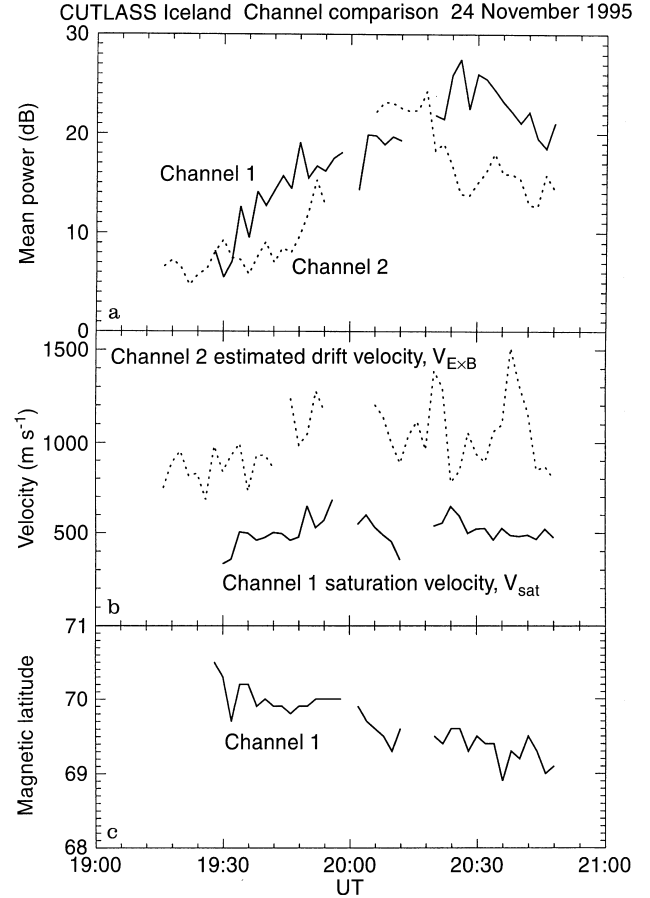 CUTLASS Iceland Channel comparison 24 November 1995
30
20
10
0
Mean power (dB)
Channel 1
Channel 2
a
1500
1000
500
Velocity (m s⁻¹)
Channel 2 estimated drift velocity, V_E×B
Channel 1 saturation velocity, V_sat
b
71
70
69
68
Magnetic latitude
Channel 1
c
19:00 19:30 20:00 20:30 21:00
UT